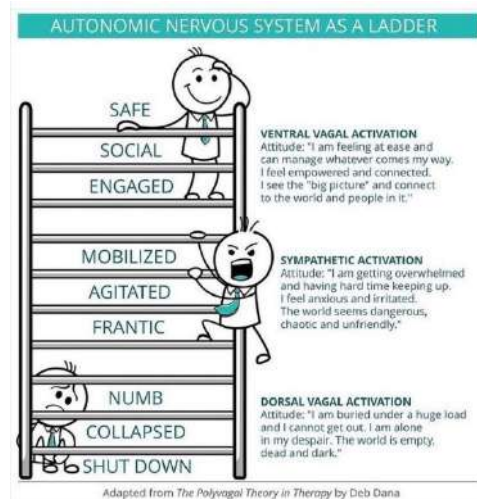 AUTONOMIC NERVOUS SYSTEM AS A LADDER
SAFE
SOCIAL
ENGAGED
VENTRAL VAGAL ACTIVATION
Attitude: "I am feeling at ease and
can manage whatever comes my way.
I feel empowered and connected.
I see the "big picture" and connect
to the world and people in it."
MOBILIZED
AGITATED
FRANTIC
SYMPATHETIC ACTIVATION
Attitude: "I am getting overwhelmed
and having hard time keeping up.
I feel anxious and irritated.
The world seems dangerous,
chaotic and unfriendly."
NUMB
COLLAPSED
SHUT DOWN
DORSAL VAGAL ACTIVATION
Attitude: "I am buried under a huge load
and I cannot get out. I am alone
in my despair. The world is empty,
dead and dark."
Adapted from The Polyvagal Theory in Therapy by Deb Dana